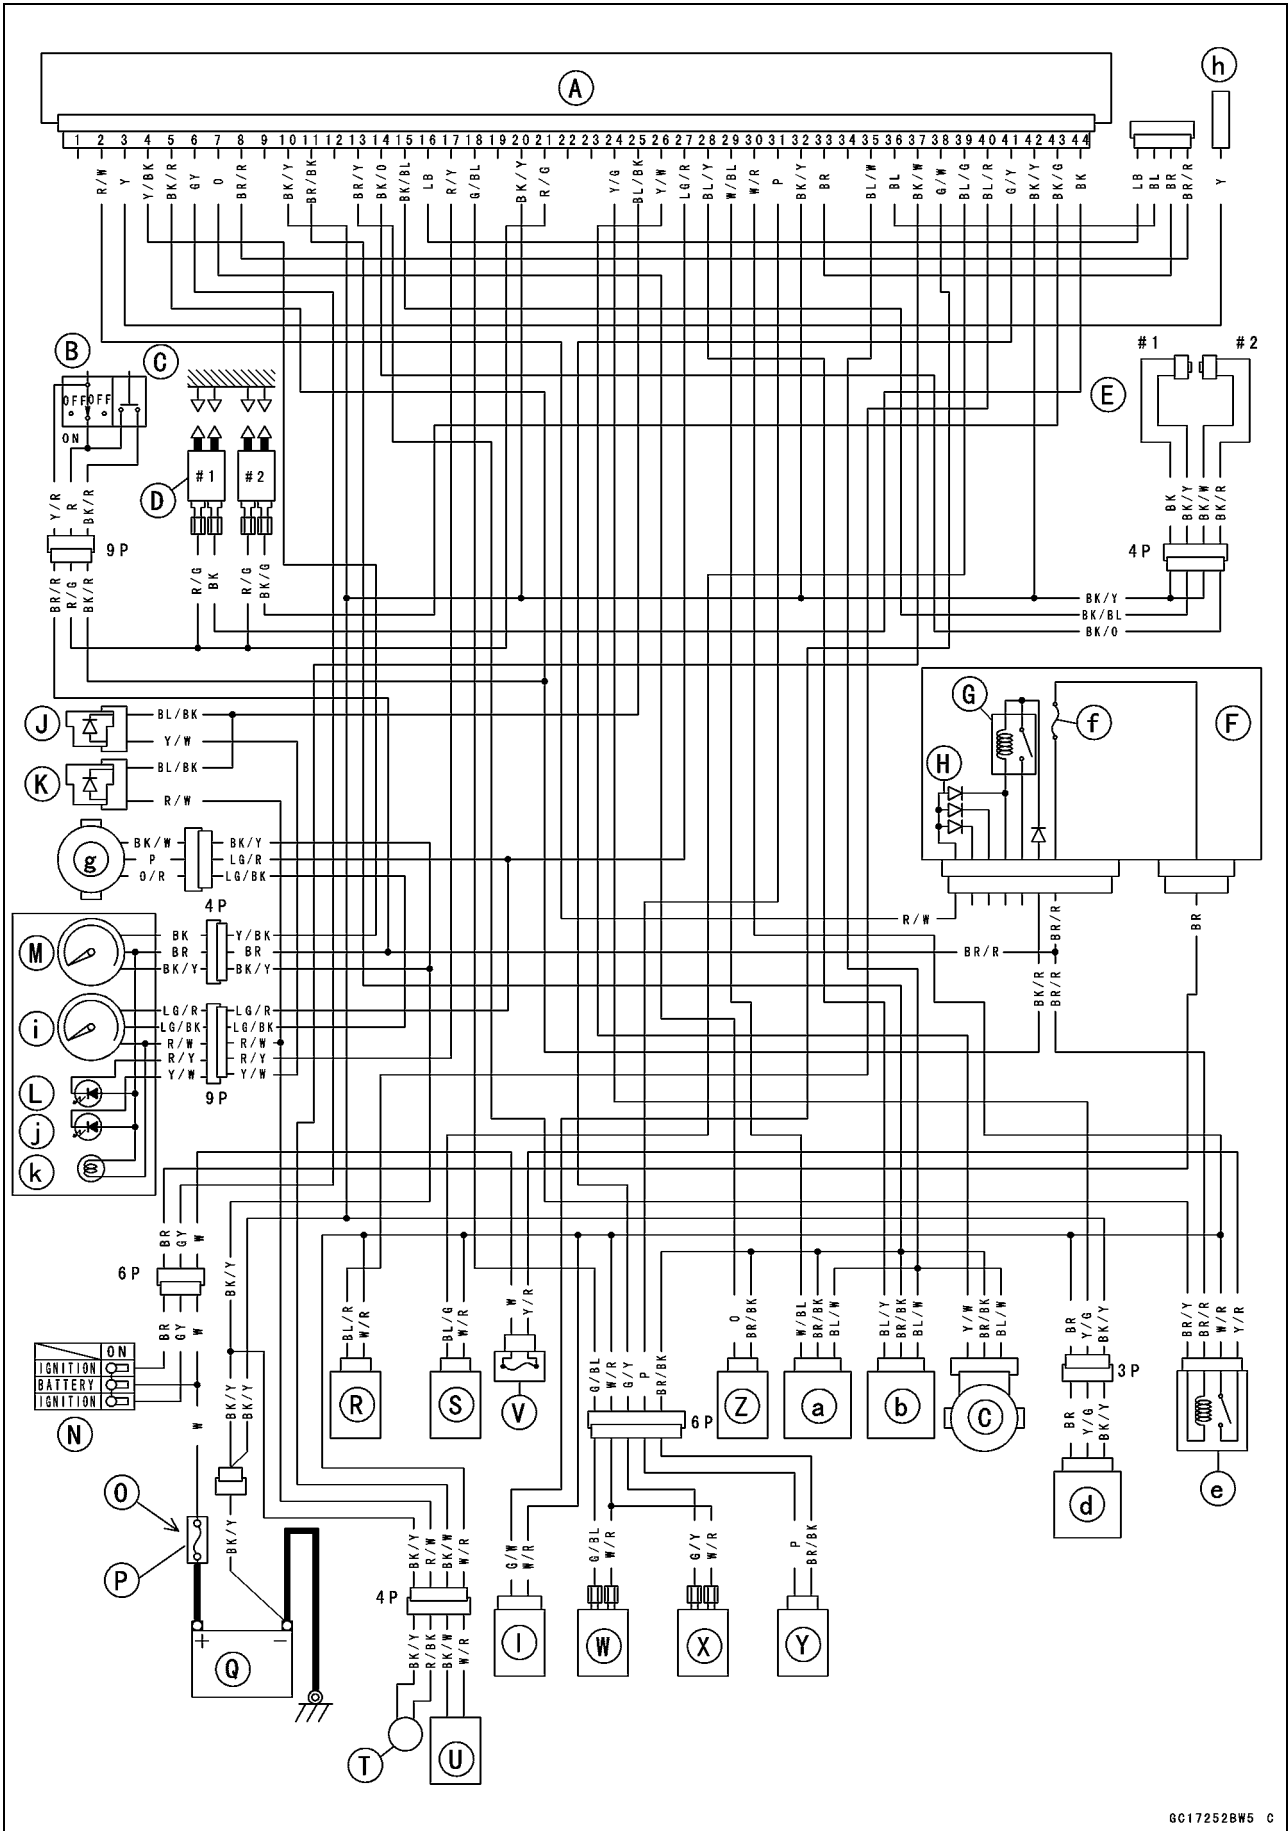 A
h
1 2 3 4 5 6 7 8 9 10 11 12 13 14 15 16 17 18 19 20 21 22 23 24 25 26 27 28 29 30 31 32 33 34 35 36 37 38 39 40 41 42 43 44
R/W Y Y/BK BK/R GY O BR/R BK/Y BR/BK BR/Y BK/O BK/BL LB R/Y G/BL BK/Y R/G Y/G BL/BK Y/W LG/R BL/Y W/BL W/R P BK/Y BR BL/W BL BK/W G/W BL/G BL/R G/Y BK/Y BK/G BK
LB BL BR BR/R Y
B
C
OFF OFF
ON
D
#1 #2
#1 #2
E
Y/R R BK/R
9P
BR/R R/G BK/R
R/G BK R/G BK/G
BK BK/Y BK/W BK/R
4P
BK/Y
BK/BL
BK/O
J
BL/BK
Y/W
K
BL/BK
R/W
g
BK/W BK/Y
P LG/R
O/R LG/BK
4P
G
f
F
H
R/W
BR/R
BR
BR/R
BK/R BR/R
M
BK Y/BK
BR BR
BK/Y BK/Y
i
LG/R LG/R
LG/BK LG/BK
R/W R/W
R/Y R/Y
Y/W Y/W
9P
L
j
k
BR GY W
6P
BR GY W
BK/Y
N
ON
IGNITION
BATTERY
IGNITION
W
BK/Y BK/Y
O
P
BK/Y
Q
+ −
BL/R W/R
R
BL/G W/R
S
W Y/R
V
G/BL W/R G/Y P BR/BK
6P
O BR/BK
Z
W/BL BR/BK BL/W
a
BL/Y BR/BK BL/W
b
Y/W BR/BK BL/W
C
BR Y/G BK/Y
3P
BR Y/G BK/Y
d
BR/Y BR/R W/R Y/R
e
BK/Y R/W BK/W W/R
4P
BK/Y R/BK BK/W W/R
T
U
G/W W/R
I
G/BL W/R
W
G/Y W/R
X
P BR/BK
Y
GC17252BW5 C